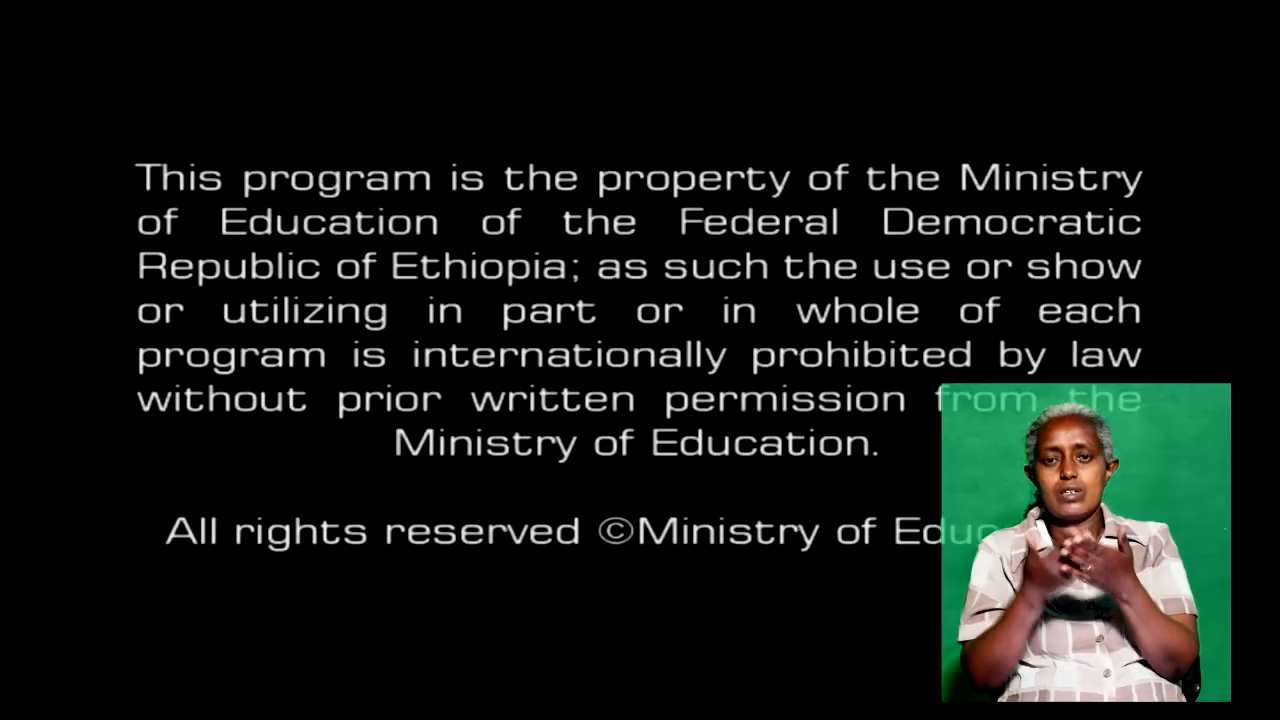 This program is the property of the Ministry
of Education of the Federal Democratic
Republic of Ethiopia; as such the use or show
or utilizing in part or in whole of each
program is internationally prohibited by law
without prior written permission from the
Ministry of Education.
All rights reserved ©Ministry of Educ